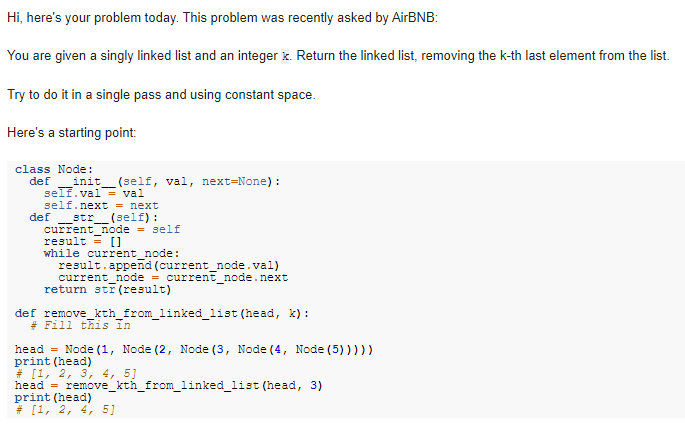 Hi, here's your problem today. This problem was recently asked by AirBNB:
You are given a singly linked list and an integer k. Return the linked list, removing the k-th last element from the list.
Try to do it in a single pass and using constant space.
Here's a starting point:
class Node:
  def __init__(self, val, next=None):
    self.val = val
    self.next = next
  def __str__(self):
    current_node = self
    result = []
    while current_node:
      result.append(current_node.val)
      current_node = current_node.next
    return str(result)
def remove_kth_from_linked_list(head, k):
  # Fill this in
head = Node(1, Node(2, Node(3, Node(4, Node(5)))))
print(head)
# [1, 2, 3, 4, 5]
head = remove_kth_from_linked_list(head, 3)
print(head)
# [1, 2, 4, 5]